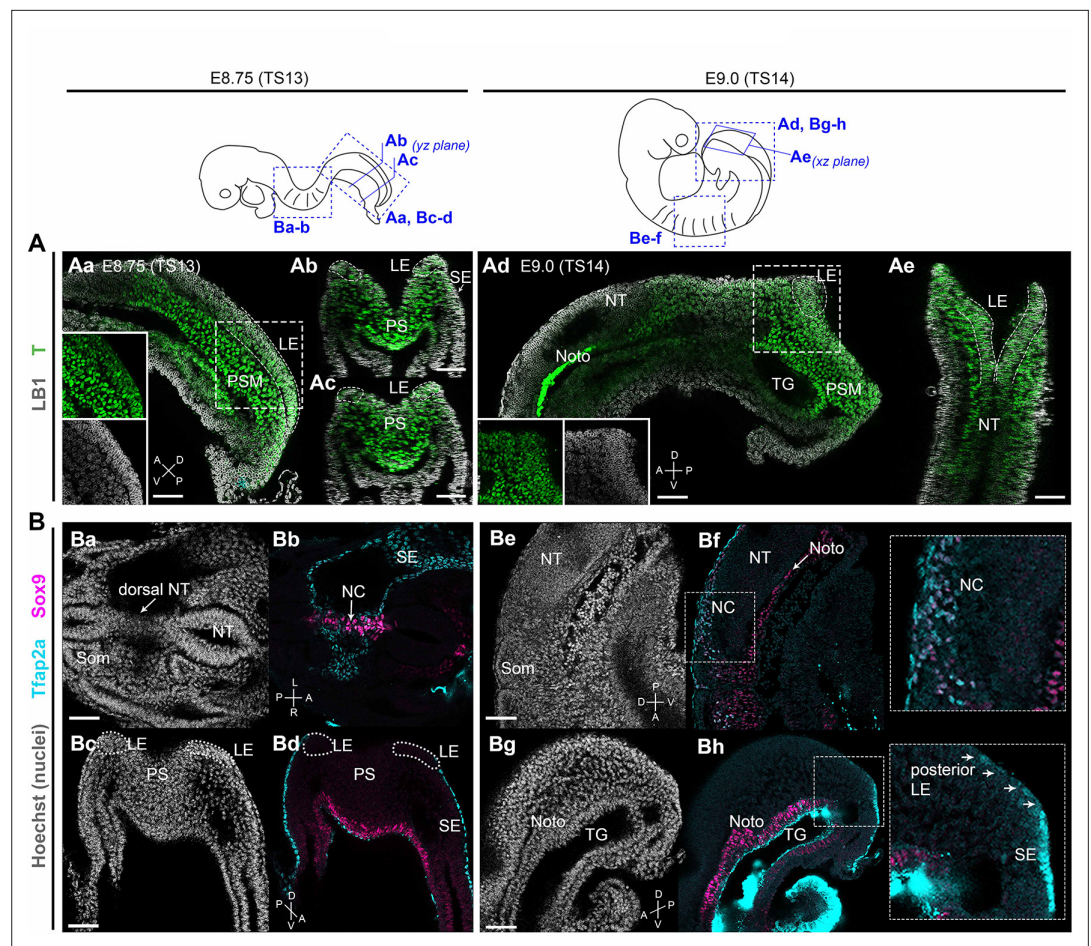 E8.75 (TS13)
E9.0 (TS14)
Ab (yz plane)
Ac
Aa, Bc-d
Ba-b
Ad, Bg-h
Ae (xz plane)
Be-f
A
LB1 T
Aa E8.75 (TS13)
LE
PSM
A D
V P
Ab
LE
SE
PS
Ac
LE
PS
Ad E9.0 (TS14)
NT
LE
Noto
TG
PSM
D
A P
V
Ae
LE
NT
B
Hoechst (nuclei) Tfap2a Sox9
Ba
dorsal NT
NT
Som
Bb
SE
NC
L
P A
R
Be
NT
Som
P
D V
A
Bf
Noto
NT
NC
NC
Bc
LE
LE
PS
Bd
LE
PS
SE
D
P A
V
Bg
Noto
TG
D
A P
V
Bh
Noto
TG
posterior
LE
SE